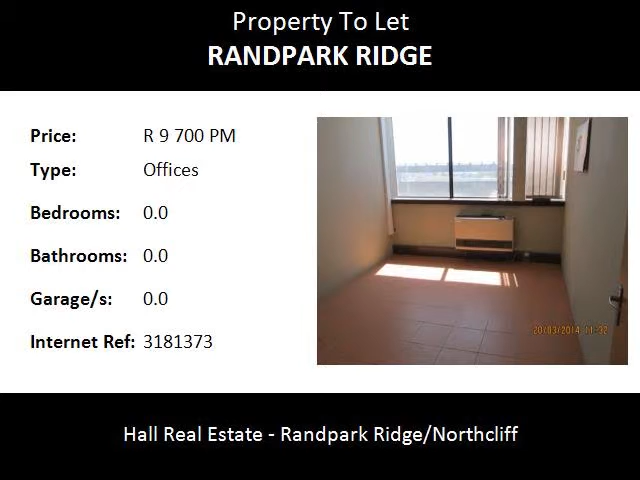 Property To Let
RANDPARK RIDGE
Price: R 9 700 PM
Type: Offices
Bedrooms: 0.0
Bathrooms: 0.0
Garage/s: 0.0
Internet Ref: 3181373
20/03/2014 11:32
Hall Real Estate - Randpark Ridge/Northcliff